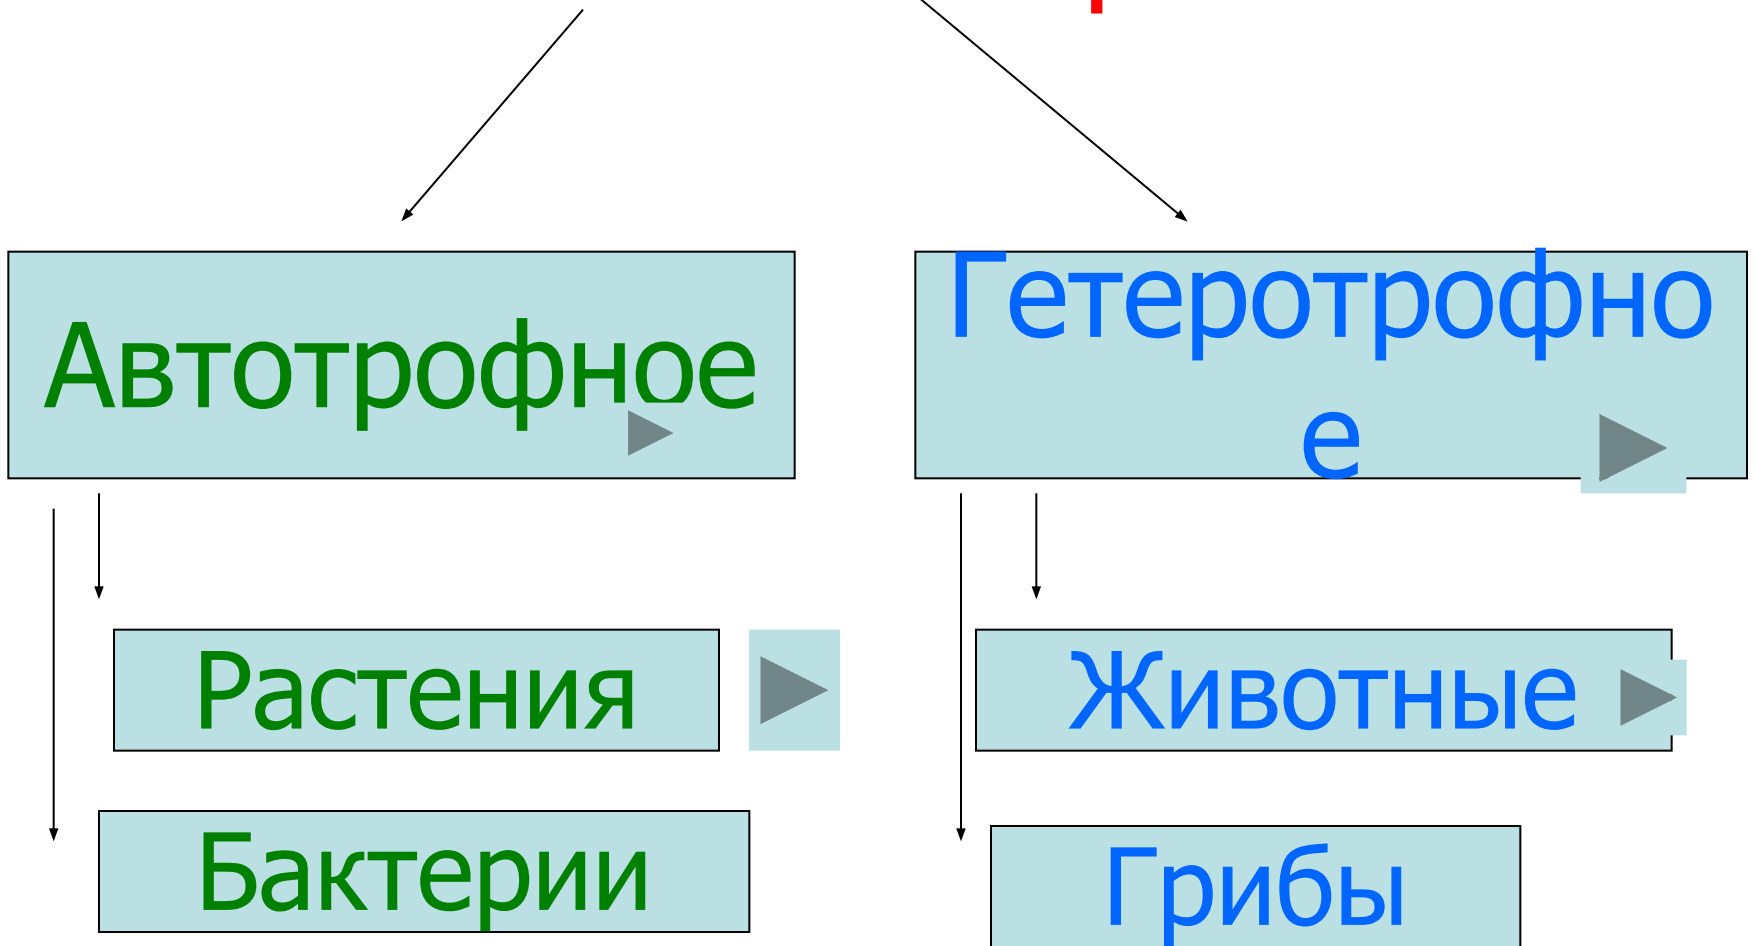 Автотрофное
Гетеротрофно
е
Растения
Животные
Бактерии
Грибы